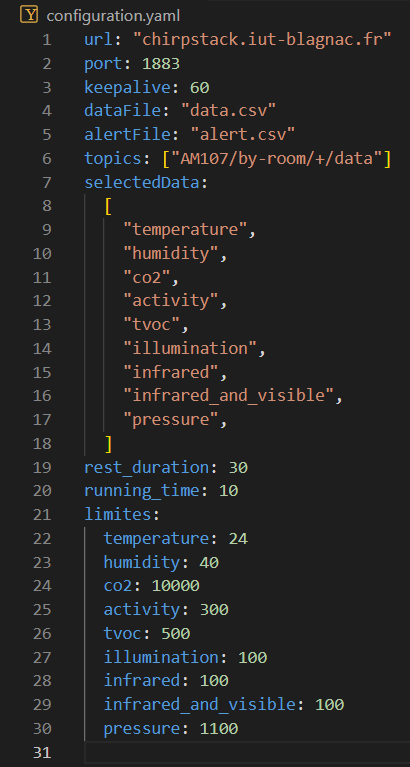 configuration.yaml
1 url: "chirpstack.iut-blagnac.fr"
2 port: 1883
3 keepalive: 60
4 dataFile: "data.csv"
5 alertFile: "alert.csv"
6 topics: ["AM107/by-room/+/data"]
7 selectedData:
8   [
9     "temperature",
10     "humidity",
11     "co2",
12     "activity",
13     "tvoc",
14     "illumination",
15     "infrared",
16     "infrared_and_visible",
17     "pressure",
18   ]
19 rest_duration: 30
20 running_time: 10
21 limites:
22   temperature: 24
23   humidity: 40
24   co2: 10000
25   activity: 300
26   tvoc: 500
27   illumination: 100
28   infrared: 100
29   infrared_and_visible: 100
30   pressure: 1100
31